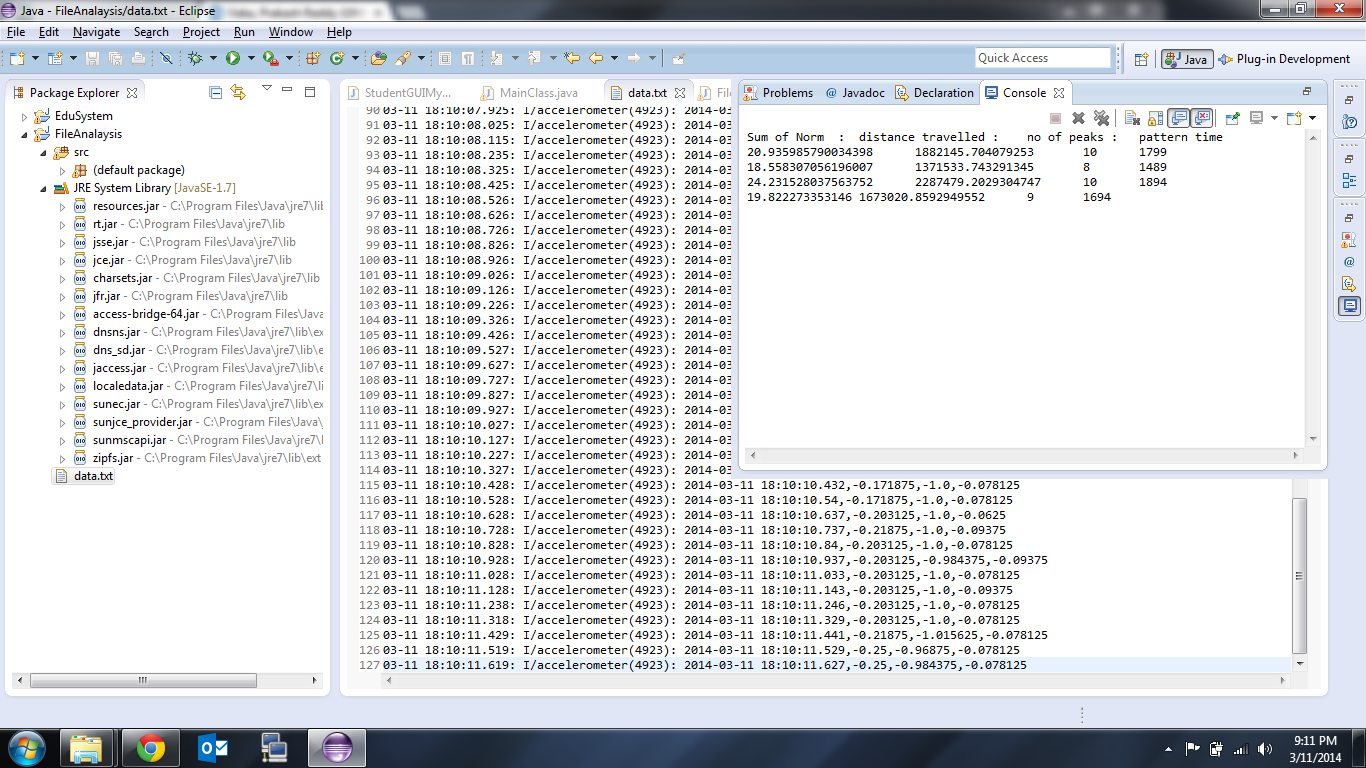 Java - FileAnalaysis/data.txt - Eclipse
File Edit Navigate Search Project Run Window Help
Quick Access
Java
Plug-in Development
Package Explorer
EduSystem
FileAnalaysis
src
(default package)
JRE System Library [JavaSE-1.7]
resources.jar - C:\Program Files\Java\jre7\lib
rt.jar - C:\Program Files\Java\jre7\lib
jsse.jar - C:\Program Files\Java\jre7\lib
jce.jar - C:\Program Files\Java\jre7\lib
charsets.jar - C:\Program Files\Java\jre7\lib
jfr.jar - C:\Program Files\Java\jre7\lib
access-bridge-64.jar - C:\Program Files\Java
dnsns.jar - C:\Program Files\Java\jre7\lib\ext
dns_sd.jar - C:\Program Files\Java\jre7\lib\e
jaccess.jar - C:\Program Files\Java\jre7\lib\e
localedata.jar - C:\Program Files\Java\jre7\li
sunec.jar - C:\Program Files\Java\jre7\lib\ex
sunjce_provider.jar - C:\Program Files\Java\
sunmscapi.jar - C:\Program Files\Java\jre7\l
zipfs.jar - C:\Program Files\Java\jre7\lib\ext
data.txt
StudentGUIMy... MainClass.java data.txt Fil
90 03-11 18:10:07.925: I/accelerometer(4923): 2014-03
91 03-11 18:10:08.025: I/accelerometer(4923): 2014-03
92 03-11 18:10:08.115: I/accelerometer(4923): 2014-03
93 03-11 18:10:08.235: I/accelerometer(4923): 2014-03
94 03-11 18:10:08.325: I/accelerometer(4923): 2014-03
95 03-11 18:10:08.425: I/accelerometer(4923): 2014-03
96 03-11 18:10:08.526: I/accelerometer(4923): 2014-03
97 03-11 18:10:08.626: I/accelerometer(4923): 2014-03
98 03-11 18:10:08.726: I/accelerometer(4923): 2014-03
99 03-11 18:10:08.826: I/accelerometer(4923): 2014-03
100 03-11 18:10:08.926: I/accelerometer(4923): 2014-03
101 03-11 18:10:09.026: I/accelerometer(4923): 2014-03
102 03-11 18:10:09.126: I/accelerometer(4923): 2014-03
103 03-11 18:10:09.226: I/accelerometer(4923): 2014-03
104 03-11 18:10:09.326: I/accelerometer(4923): 2014-03
105 03-11 18:10:09.426: I/accelerometer(4923): 2014-03
106 03-11 18:10:09.527: I/accelerometer(4923): 2014-03
107 03-11 18:10:09.627: I/accelerometer(4923): 2014-03
108 03-11 18:10:09.727: I/accelerometer(4923): 2014-03
109 03-11 18:10:09.827: I/accelerometer(4923): 2014-03
110 03-11 18:10:09.927: I/accelerometer(4923): 2014-03
111 03-11 18:10:10.027: I/accelerometer(4923): 2014-03
112 03-11 18:10:10.127: I/accelerometer(4923): 2014-03
113 03-11 18:10:10.227: I/accelerometer(4923): 2014-03
114 03-11 18:10:10.327: I/accelerometer(4923): 2014-03
115 03-11 18:10:10.428: I/accelerometer(4923): 2014-03-11 18:10:10.432,-0.171875,-1.0,-0.078125
116 03-11 18:10:10.528: I/accelerometer(4923): 2014-03-11 18:10:10.54,-0.171875,-1.0,-0.078125
117 03-11 18:10:10.628: I/accelerometer(4923): 2014-03-11 18:10:10.637,-0.203125,-1.0,-0.0625
118 03-11 18:10:10.728: I/accelerometer(4923): 2014-03-11 18:10:10.737,-0.21875,-1.0,-0.09375
119 03-11 18:10:10.828: I/accelerometer(4923): 2014-03-11 18:10:10.84,-0.203125,-1.0,-0.078125
120 03-11 18:10:10.928: I/accelerometer(4923): 2014-03-11 18:10:10.937,-0.203125,-0.984375,-0.09375
121 03-11 18:10:11.028: I/accelerometer(4923): 2014-03-11 18:10:11.033,-0.203125,-1.0,-0.078125
122 03-11 18:10:11.128: I/accelerometer(4923): 2014-03-11 18:10:11.143,-0.203125,-1.0,-0.09375
123 03-11 18:10:11.238: I/accelerometer(4923): 2014-03-11 18:10:11.246,-0.203125,-1.0,-0.078125
124 03-11 18:10:11.318: I/accelerometer(4923): 2014-03-11 18:10:11.329,-0.203125,-1.0,-0.078125
125 03-11 18:10:11.429: I/accelerometer(4923): 2014-03-11 18:10:11.441,-0.21875,-1.015625,-0.078125
126 03-11 18:10:11.519: I/accelerometer(4923): 2014-03-11 18:10:11.529,-0.25,-0.96875,-0.078125
127 03-11 18:10:11.619: I/accelerometer(4923): 2014-03-11 18:10:11.627,-0.25,-0.984375,-0.078125
Problems Javadoc Declaration Console
Sum of Norm : distance travelled : no of peaks : pattern time
20.935985790034398 1882145.704079253 10 1799
18.558307056196007 1371533.743291345 8 1489
24.231528037563752 2287479.2029304747 10 1894
19.822273353146 1673020.8592949552 9 1694
9:11 PM
3/11/2014